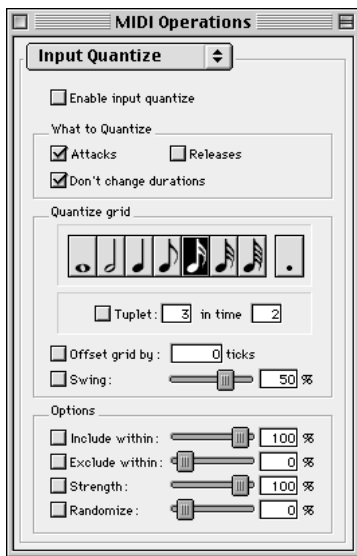 MIDI Operations
Input Quantize
Enable input quantize
What to Quantize
Attacks Releases
Don't change durations
Quantize grid
Tuplet: 3 in time 2
Offset grid by: 0 ticks
Swing: 50 %
Options
Include within: 100 %
Exclude within: 0 %
Strength: 100 %
Randomize: 0 %